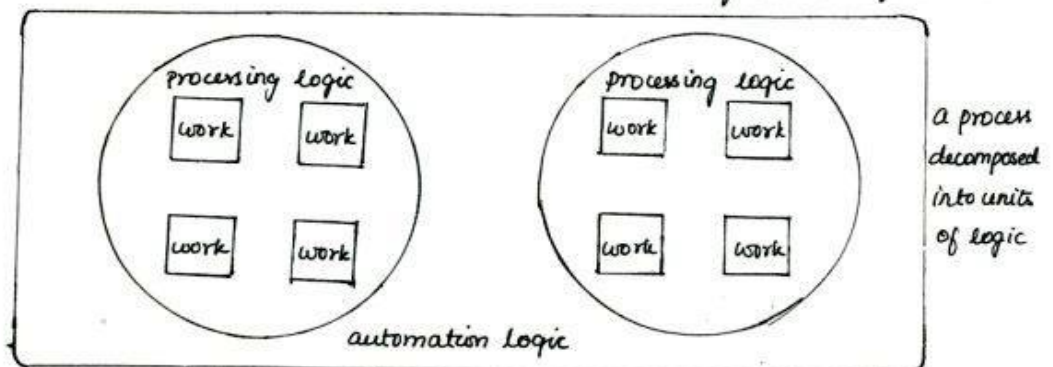 processing logic
processing logic
work
work
work
work
work
work
work
work
automation logic
a process
decomposed
into units
of logic